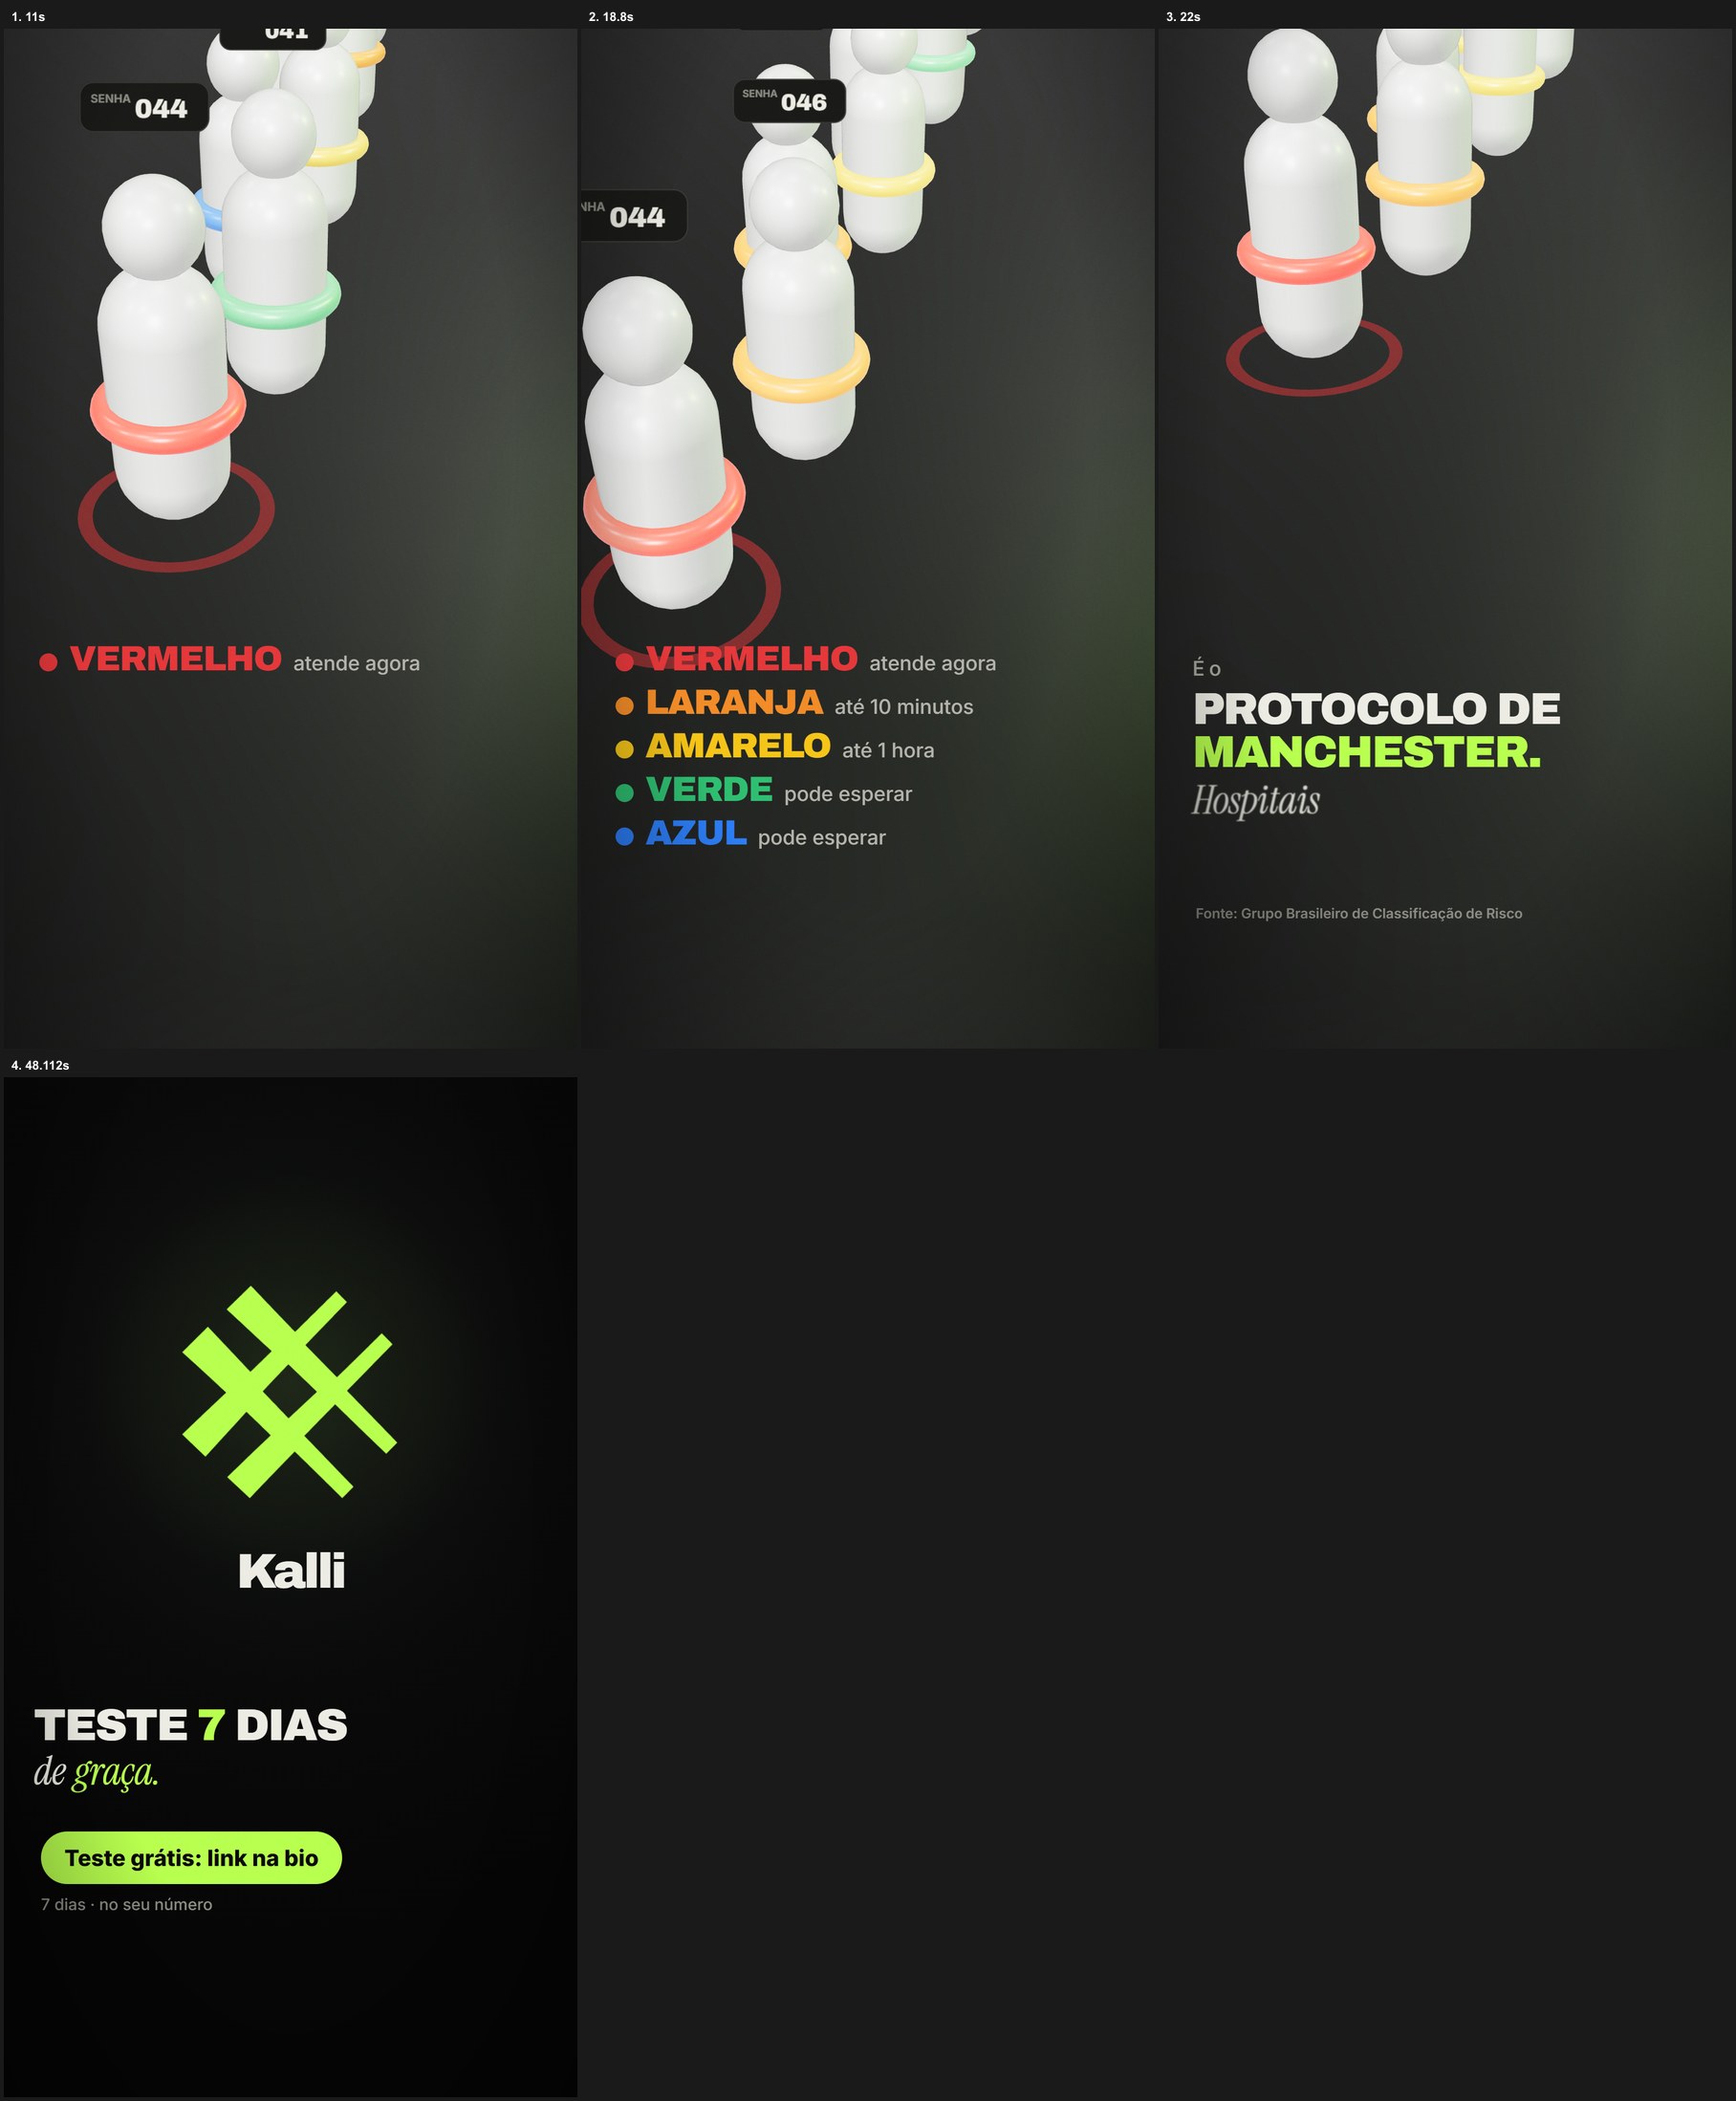 1. 11s
041
SENHA 044
VERMELHO atende agora
2. 18.8s
SENHA 046
NHA 044
VERMELHO atende agora
LARANJA até 10 minutos
AMARELO até 1 hora
VERDE pode esperar
AZUL pode esperar
3. 22s
É o
PROTOCOLO DE
MANCHESTER.
Hospitais
Fonte: Grupo Brasileiro de Classificação de Risco
4. 48.112s
Kalli
TESTE 7 DIAS
de graça.
Teste grátis: link na bio
7 dias · no seu número